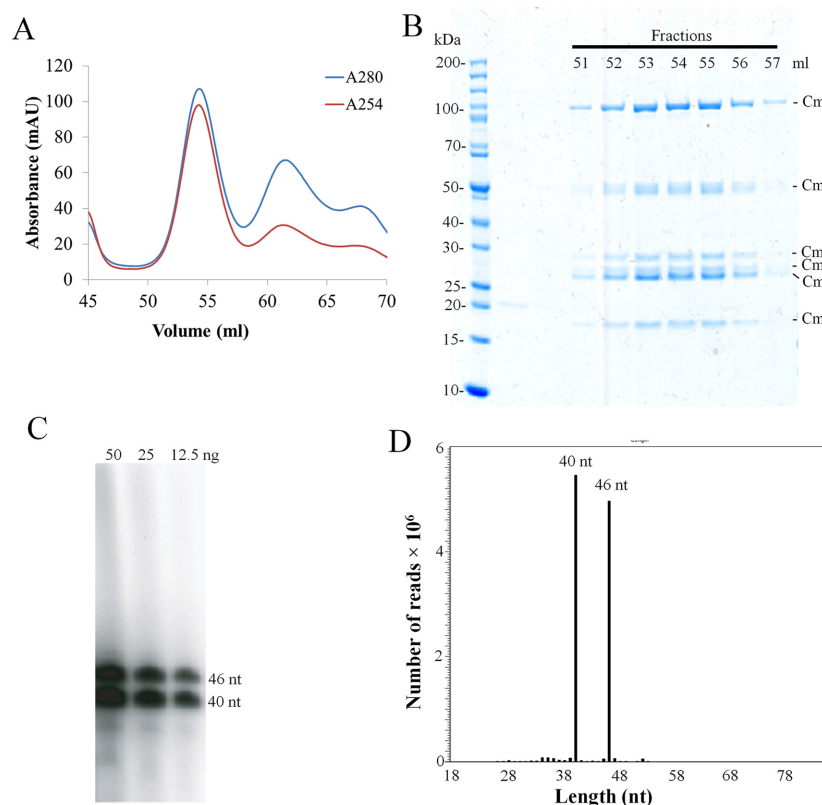 A
A280
A254
120
100
80
60
40
20
0
45
50
55
60
65
70
Absorbance (mAU)
Volume (ml)
B
kDa
Fractions
51 52 53 54 55 56 57 ml
200-
100-
70-
50-
40-
30-
25-
20-
15-
10-
- Cm
- Cm
- Cm
- Cm
Cm
- Cm
C
50 25 12.5 ng
46 nt
40 nt
D
6
4
2
0
40 nt
46 nt
Number of reads × 10⁶
18 28 38 48 58 68 78
Length (nt)